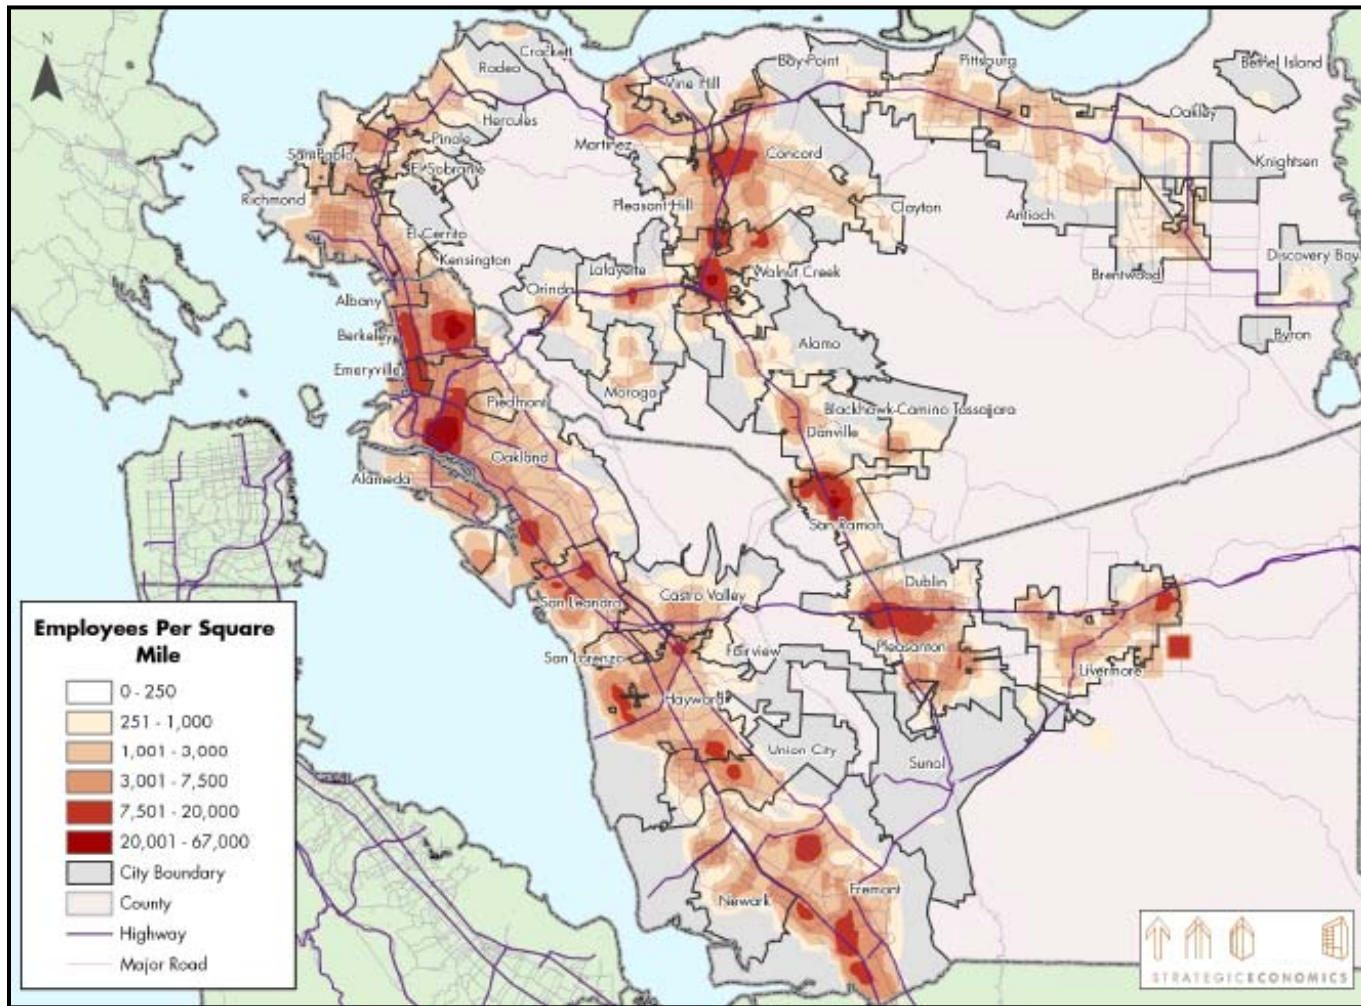 N
Crockett
Rodeo
Bay Point
Pittsburg
Bethel Island
Vine Hill
Hercules
Oakley
Pinole
Martinez
San Pablo
Concord
El Sobrante
Knightsen
Richmond
Pleasant Hill
Clayton
Antioch
El Cerrito
Kensington
Lafayette
Walnut Creek
Discovery Bay
Orinda
Brentwood
Albany
Berkeley
Byron
Alamo
Emeryville
Moraga
Piedmont
Blackhawk-Camino Tassajara
Danville
Oakland
Alameda
San Ramon
Dublin
San Leandro
Castro Valley
Pleasanton
San Lorenzo
Fairview
Livermore
Hayward
Union City
Sunol
Newark
Fremont
Employees Per Square
Mile
0 - 250
251 - 1,000
1,001 - 3,000
3,001 - 7,500
7,501 - 20,000
20,001 - 67,000
City Boundary
County
Highway
Major Road
STRATEGICECONOMICS